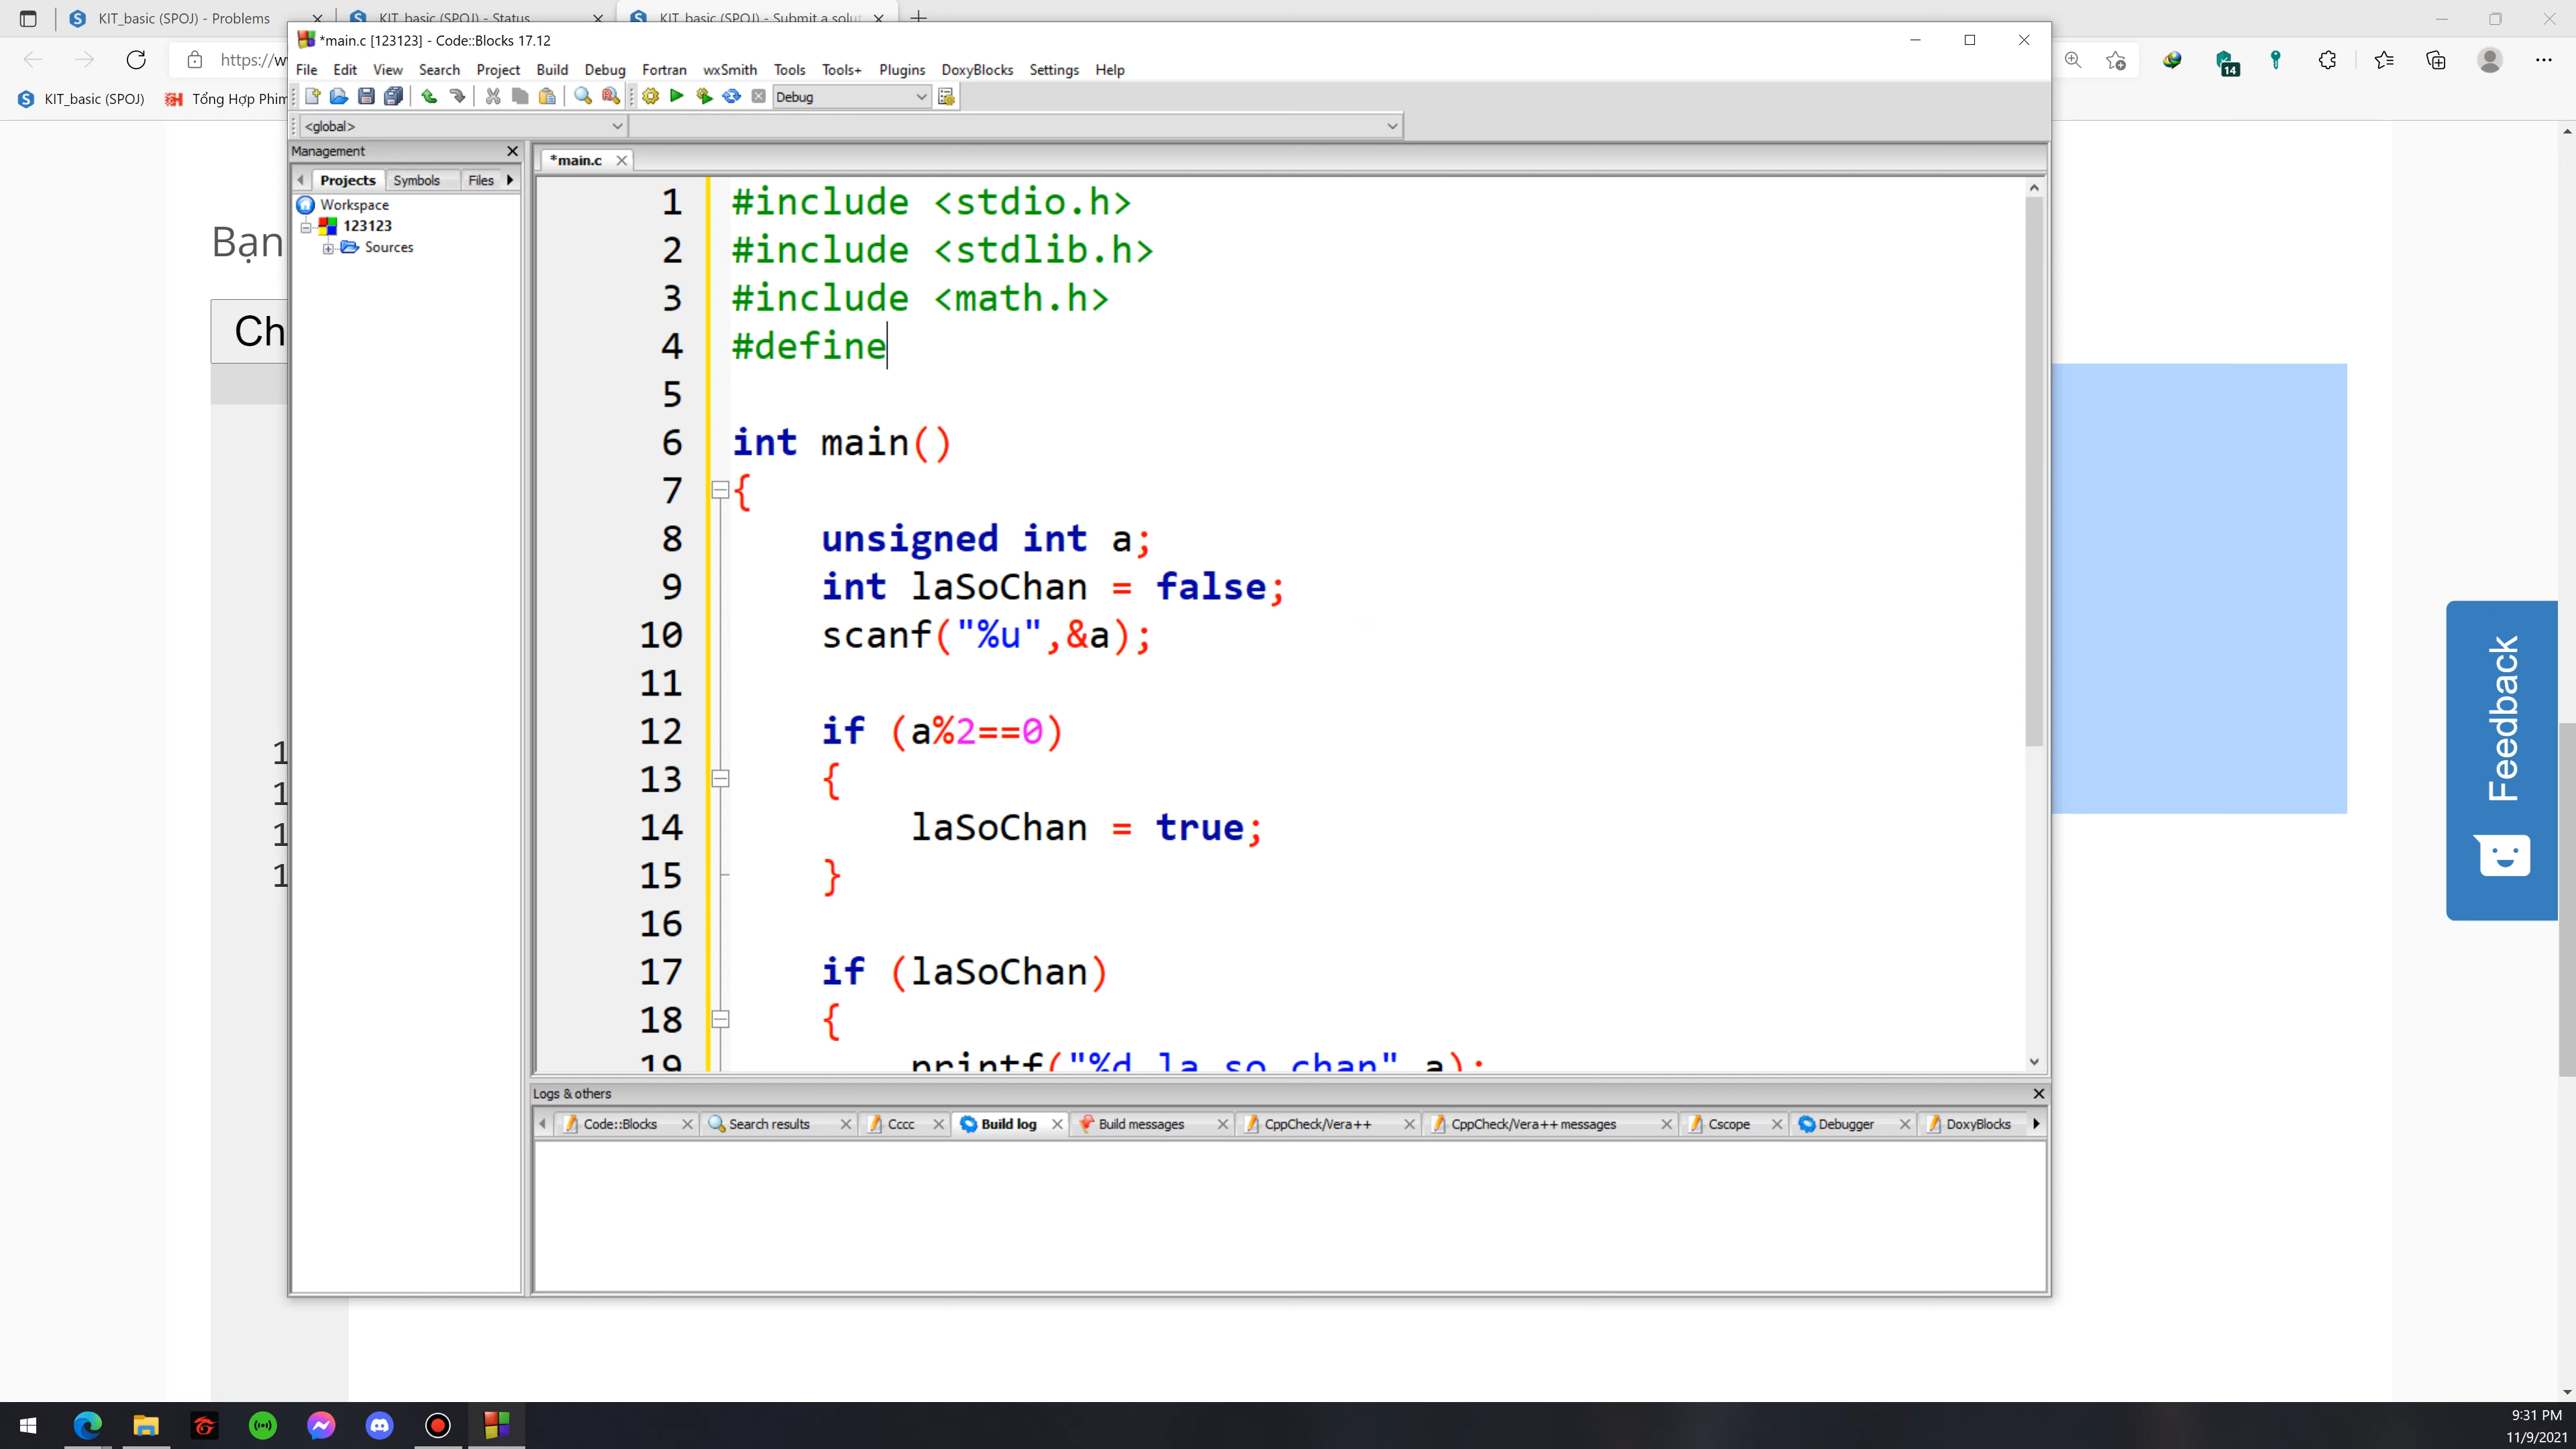 KIT_basic (SPOJ) - Problems
KIT_basic (SPOJ) - Status
KIT_basic (SPOJ) - Submit a solut
https://w
14
KIT_basic (SPOJ)
Tổng Hợp Phim
*main.c [123123] - Code::Blocks 17.12
File Edit View Search Project Build Debug Fortran wxSmith Tools Tools+ Plugins DoxyBlocks Settings Help
Debug
<global>
Management
Projects Symbols Files
Workspace
123123
Sources
*main.c
1 #include <stdio.h>
2 #include <stdlib.h>
3 #include <math.h>
4 #define
5
6 int main()
7 {
8 unsigned int a;
9 int laSoChan = false;
10 scanf("%u",&a);
11
12 if (a%2==0)
13 {
14 laSoChan = true;
15 }
16
17 if (laSoChan)
18 {
19 printf("%d la so chan",a);
Bạn
Ch
1
1
1
1
Feedback
Logs & others
Code::Blocks Search results Cccc Build log Build messages CppCheck/Vera++ CppCheck/Vera++ messages Cscope Debugger DoxyBlocks
9:31 PM
11/9/2021